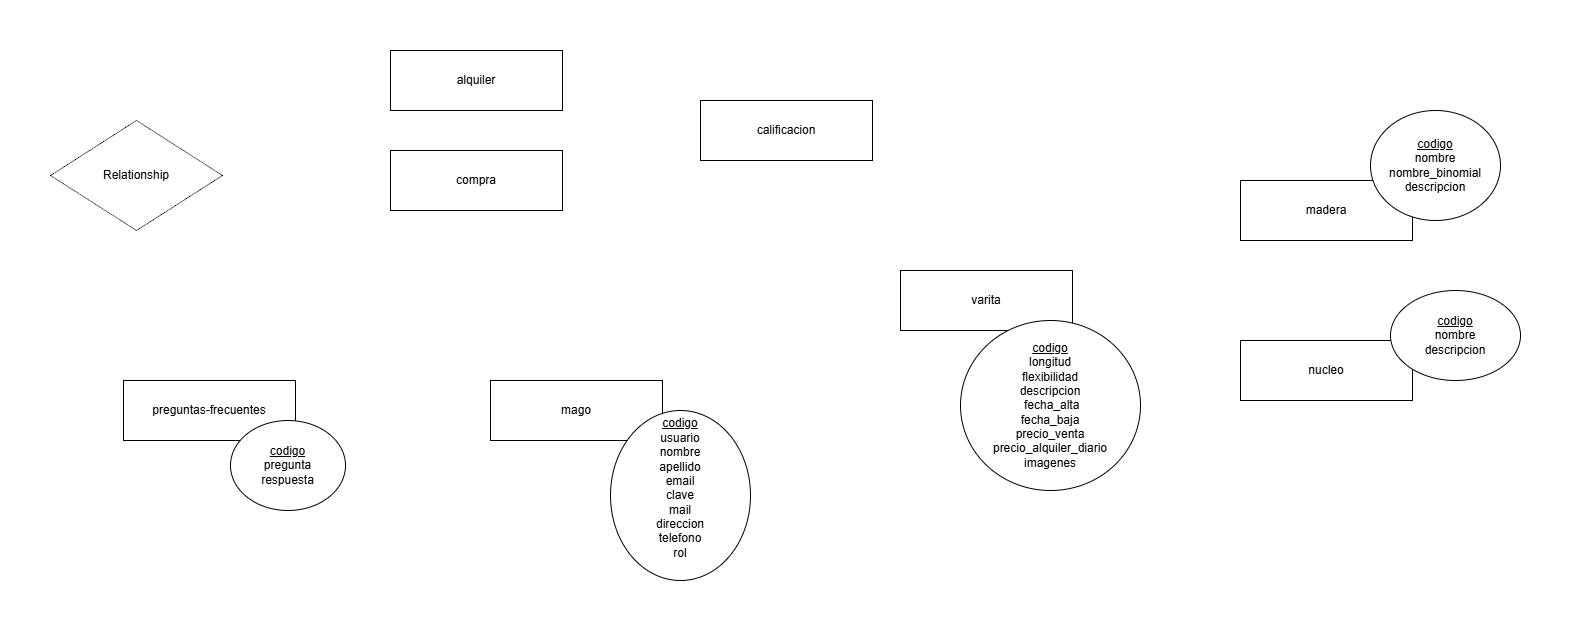 alquiler
calificacion
Relationship
compra
codigo
nombre
nombre_binomial
descripcion
madera
varita
codigo
longitud
flexibilidad
descripcion
fecha_alta
fecha_baja
precio_venta
precio_alquiler_diario
imagenes
codigo
nombre
descripcion
nucleo
preguntas-frecuentes
codigo
pregunta
respuesta
mago
codigo
usuario
nombre
apellido
email
clave
mail
direccion
telefono
rol